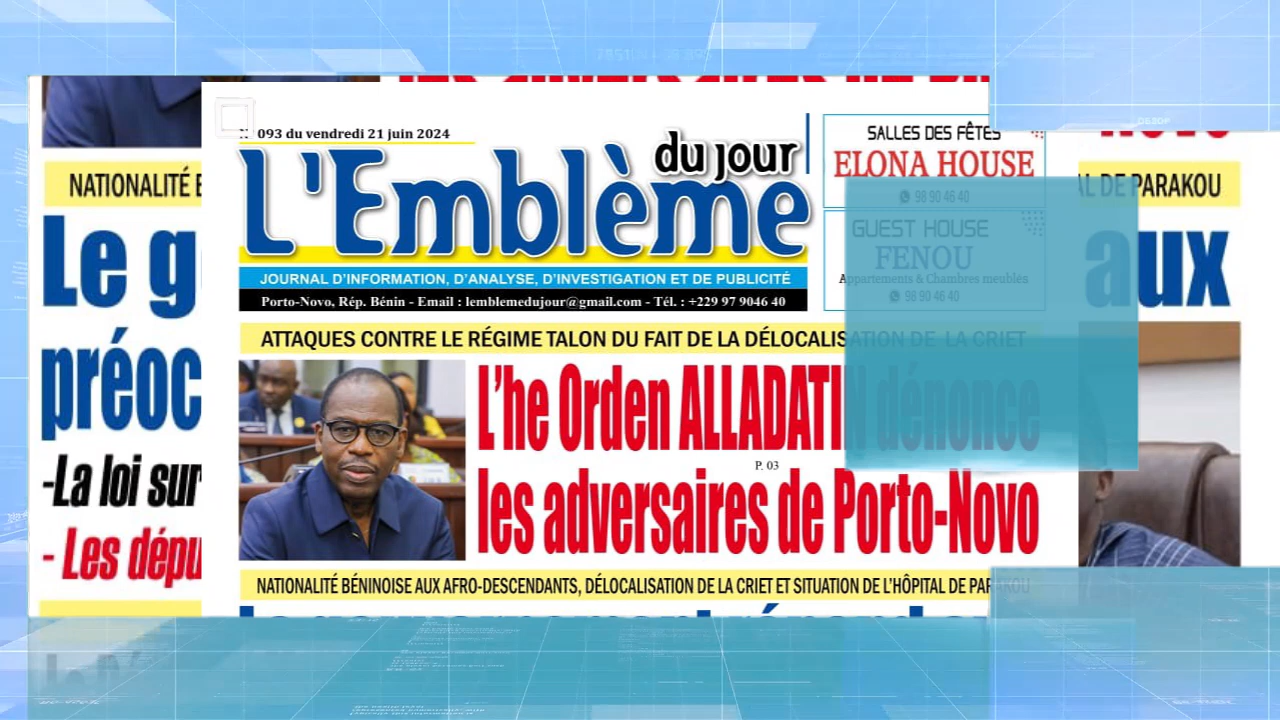 093 du vendredi 21 juin 2024
L'Emblème
du jour
JOURNAL D'INFORMATION, D'ANALYSE, D'INVESTIGATION ET DE PUBLICITÉ
Porto-Novo, Rép. Bénin - Email : lemblemedujour@gmail.com - Tél. : +229 97 9046 40
SALLES DES FÊTES
ELONA HOUSE
98 90 46 40
GUEST HOUSE
FENOU
Appartements & Chambres meublés
98 90 46 40
ATTAQUES CONTRE LE RÉGIME TALON DU FAIT DE LA DÉLOCALISATION DE LA CRIET
L'he Orden ALLADATIN dénonce
les adversaires de Porto-Novo
P. 03
NATIONALITÉ BÉNINOISE AUX AFRO-DESCENDANTS, DÉLOCALISATION DE LA CRIET ET SITUATION DE L'HÔPITAL DE PARAKOU
NATIONALITÉ
Le g
préoc
-La loi sur
- Les dépu
DE PARAKOU
aux